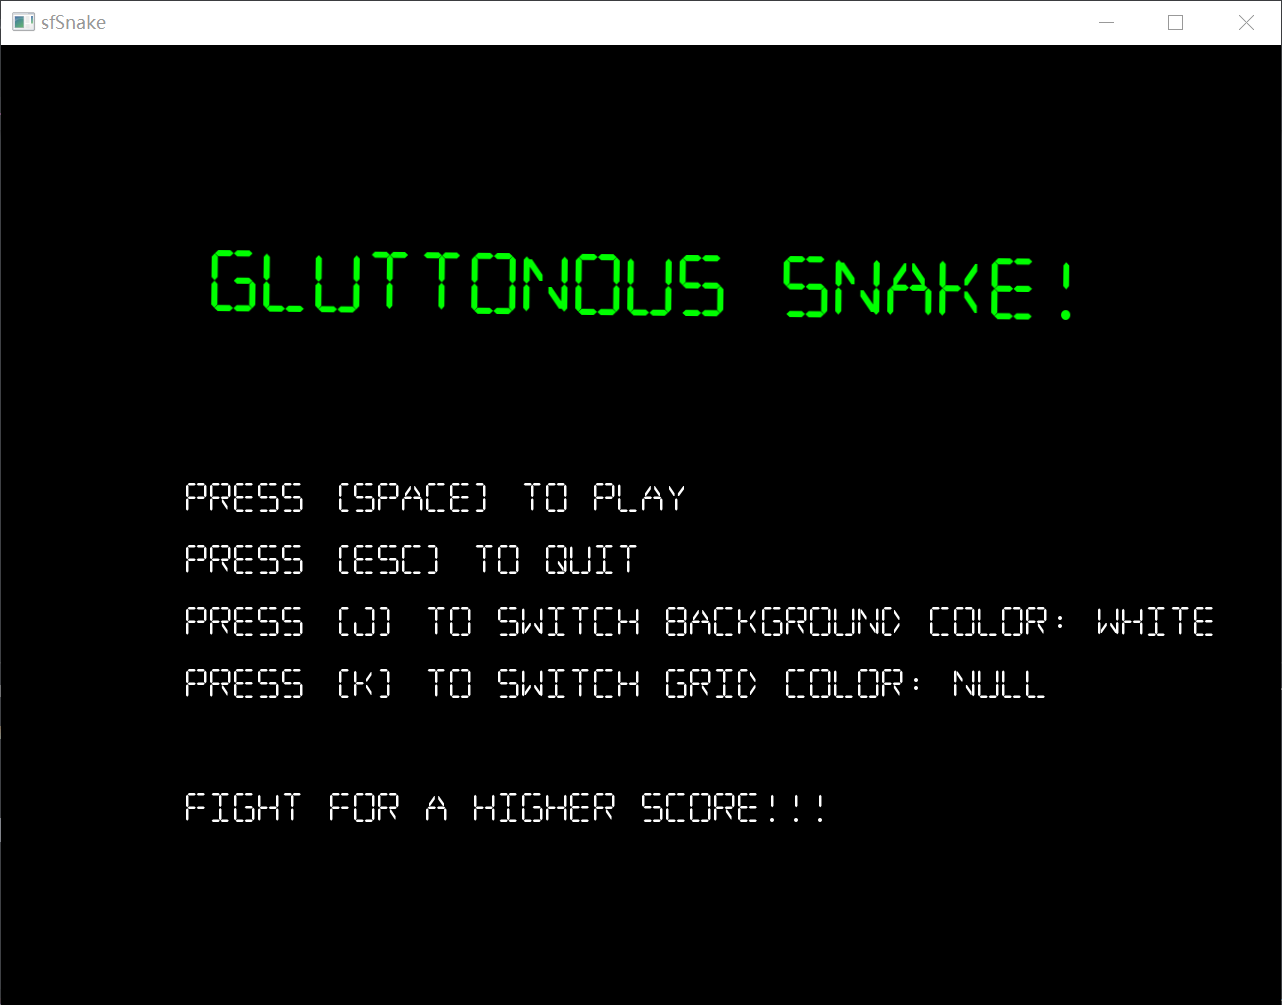 sfSnake
GLUTTONOUS SNAKE!
PRESS [SPACE] TO PLAY
PRESS [ESC] TO QUIT
PRESS [J] TO SWITCH BACKGROUND COLOR: WHITE
PRESS [K] TO SWITCH GRID COLOR: NULL
FIGHT FOR A HIGHER SCORE!!!